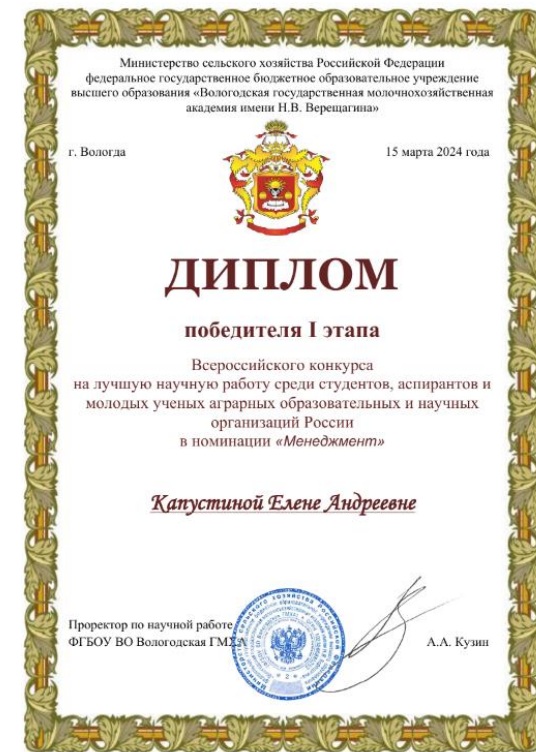 Министерство сельского хозяйства Российской Федерации
федеральное государственное бюджетное образовательное учреждение
высшего образования «Вологодская государственная молочнохозяйственная
академия имени Н.В. Верещагина»
г. Вологда 15 марта 2024 года
ДИПЛОМ
победителя I этапа
Всероссийского конкурса
на лучшую научную работу среди студентов, аспирантов и
молодых ученых аграрных образовательных и научных
организаций России
в номинации «Менеджмент»
Капустиной Елене Андреевне
Проректор по научной работе
ФГБОУ ВО Вологодская ГМХА А.А. Кузин